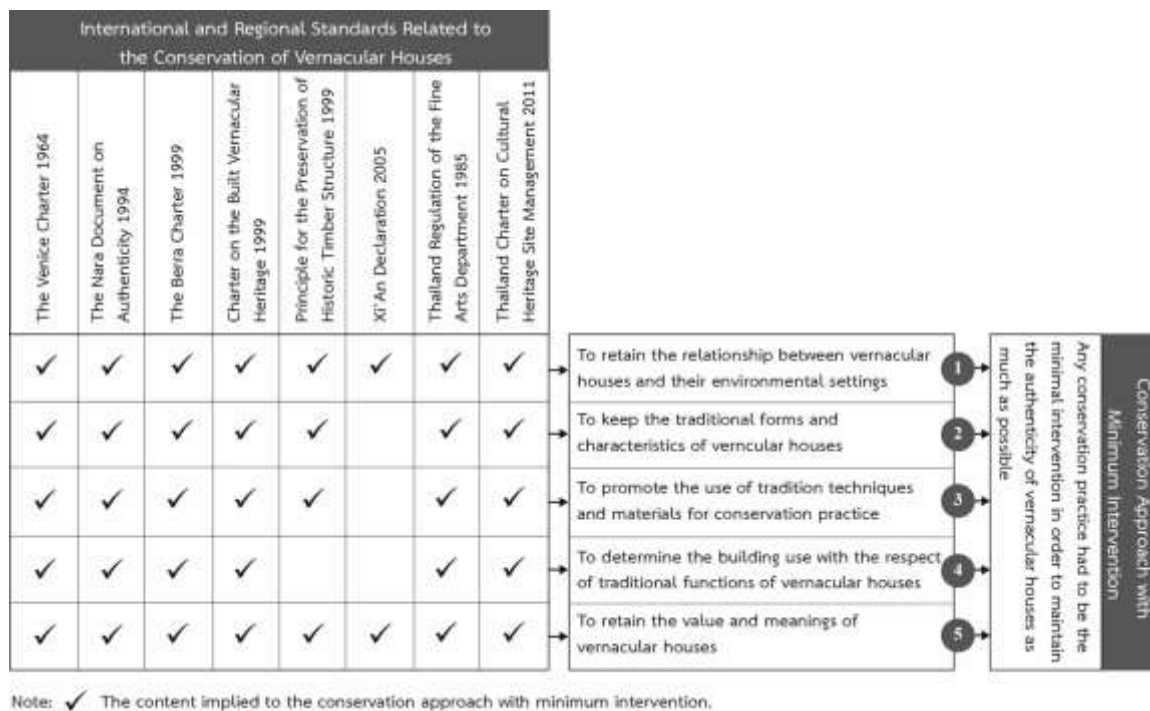 International and Regional Standards Related to
the Conservation of Vernacular Houses
The Venice Charter 1964
The Nara Document on
Authenticity 1994
The Berra Charter 1999
Charter on the Built Vernacular
Heritage 1999
Principle for the Preservation of
Historic Timber Structure 1999
Xi'An Declaration 2005
Thailand Regulation of the Fine
Arts Department 1985
Thailand Charter on Cultural
Heritage Site Management 2011
✓ ✓ ✓ ✓ ✓ ✓ ✓ ✓
To retain the relationship between vernacular
houses and their environmental settings
1
✓ ✓ ✓ ✓ ✓ ✓ ✓
To keep the traditional forms and
characteristics of verncular houses
2
✓ ✓ ✓ ✓ ✓ ✓ ✓
To promote the use of tradition techniques
and materials for conservation practice
3
✓ ✓ ✓ ✓ ✓ ✓
To determine the building use with the respect
of traditional functions of vernacular houses
4
✓ ✓ ✓ ✓ ✓ ✓ ✓ ✓
To retain the value and meanings of
vernacular houses
5
Any conservation practice had to be the
minimal intervention in order to maintain
the authenticity of vernacular houses as
much as possible
Conservation Approach with
Minimum Intervention
Note: ✓ The content implied to the conservation approach with minimum intervention.